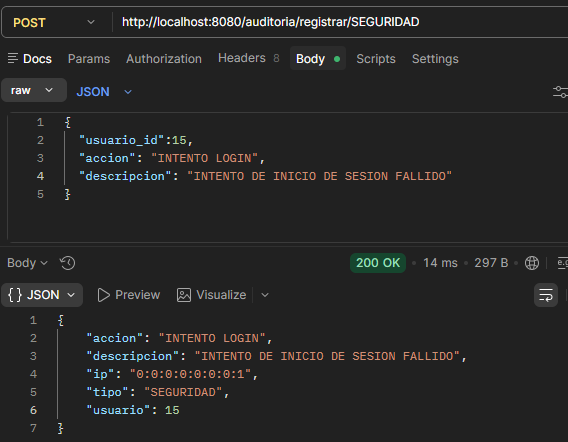 POST http://localhost:8080/auditoria/registrar/SEGURIDAD
Docs Params Authorization Headers 8 Body Scripts Settings
raw JSON
1 {
2 "usuario_id":15,
3 "accion": "INTENTO LOGIN",
4 "descripcion": "INTENTO DE INICIO DE SESION FALLIDO"
5 }
Body 200 OK • 14 ms • 297 B
{} JSON Preview Visualize
1 {
2 "accion": "INTENTO LOGIN",
3 "descripcion": "INTENTO DE INICIO DE SESION FALLIDO",
4 "ip": "0:0:0:0:0:0:0:1",
5 "tipo": "SEGURIDAD",
6 "usuario": 15
7 }